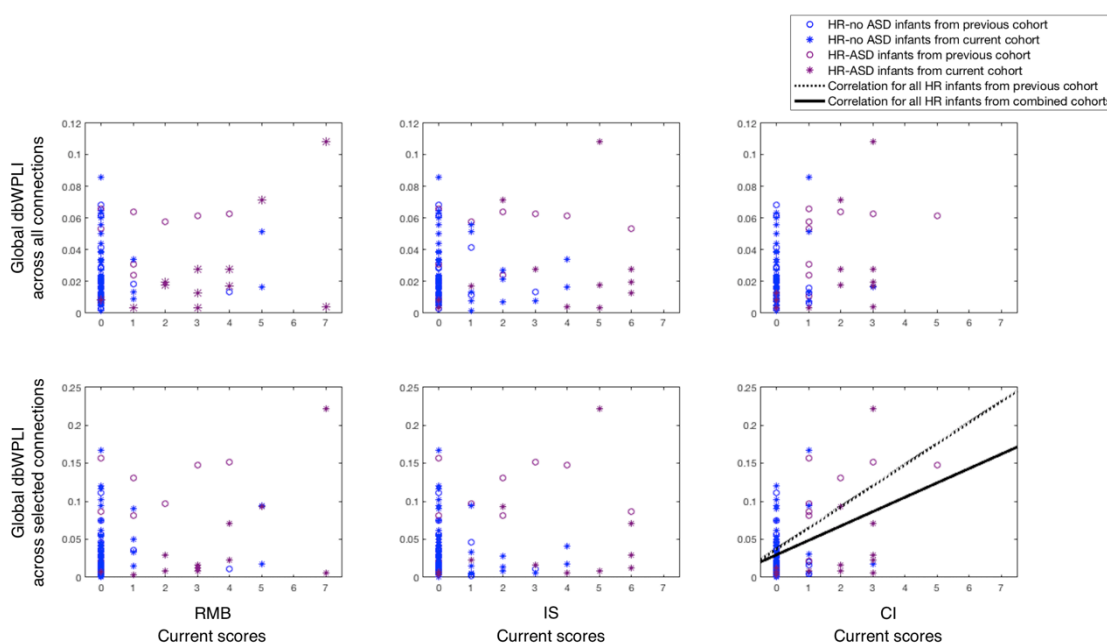 HR-no ASD infants from previous cohort
HR-no ASD infants from current cohort
HR-ASD infants from previous cohort
HR-ASD infants from current cohort
Correlation for all HR infants from previous cohort
Correlation for all HR infants from combined cohorts
Global dbWPLI
across all connections
0.12
0.1
0.08
0.06
0.04
0.02
0
0 1 2 3 4 5 6 7
0.12
0.1
0.08
0.06
0.04
0.02
0
0 1 2 3 4 5 6 7
0.12
0.1
0.08
0.06
0.04
0.02
0
0 1 2 3 4 5 6 7
Global dbWPLI
across selected connections
0.25
0.2
0.15
0.1
0.05
0
0 1 2 3 4 5 6 7
RMB
Current scores
0.25
0.2
0.15
0.1
0.05
0
0 1 2 3 4 5 6 7
IS
Current scores
0.25
0.2
0.15
0.1
0.05
0
0 1 2 3 4 5 6 7
CI
Current scores